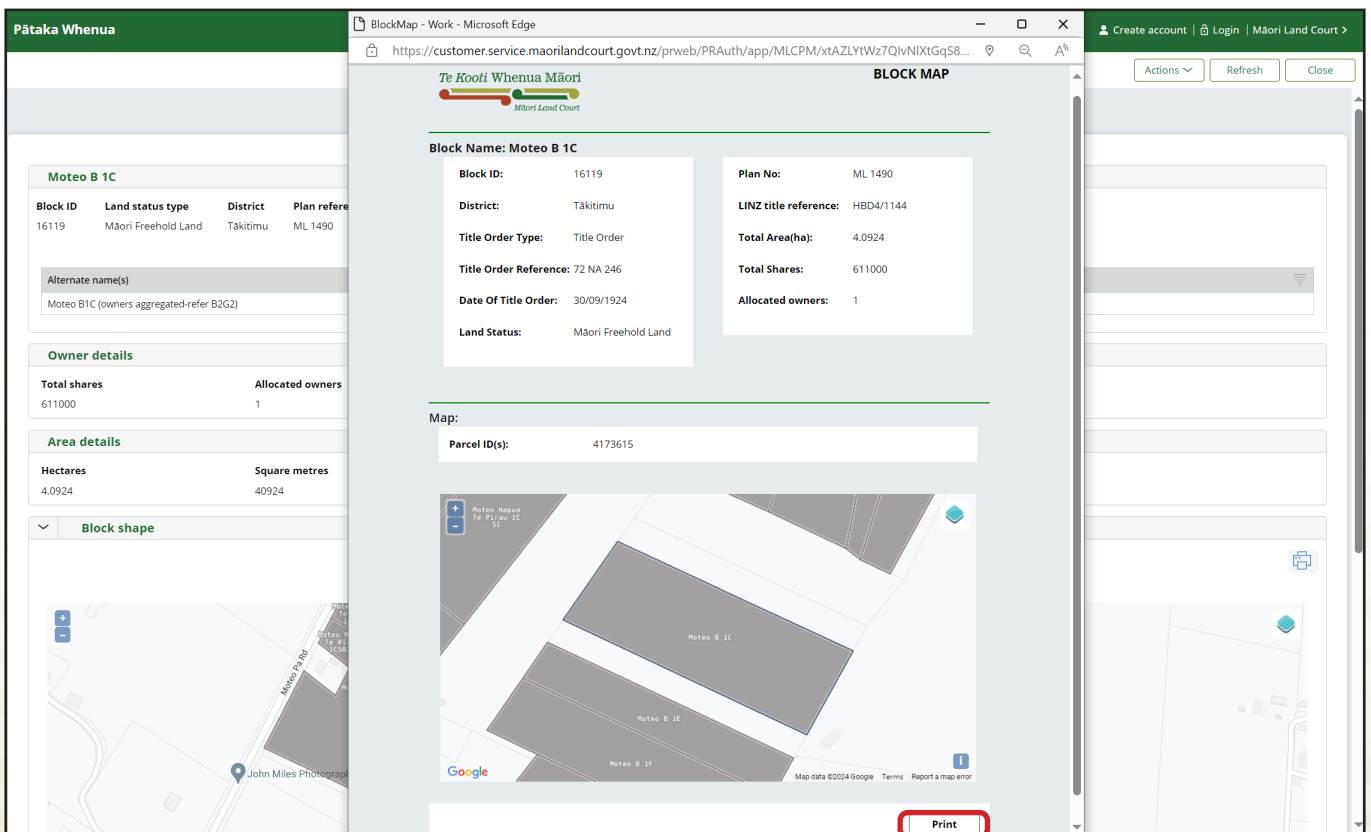 Pātaka Whenua
Create account | Login | Māori Land Court >
Actions
Refresh
Close
Moteo B 1C
Block ID Land status type District Plan refere
16119 Māori Freehold Land Tākitimu ML 1490
Alternate name(s)
Moteo B1C (owners aggregated-refer B2G2)
Owner details
Total shares Allocated owners
611000 1
Area details
Hectares Square metres
4.0924 40924
Block shape
+
-
Moteo Pa Rd
John Miles Photograph
BlockMap - Work - Microsoft Edge
https://customer.service.maorilandcourt.govt.nz/prweb/PRAuth/app/MLCPM/xtAZLYtWz7QIvNlXtGqS8...
Te Kooti Whenua Māori
Māori Land Court
BLOCK MAP
Block Name: Moteo B 1C
Block ID: 16119
District: Tākitimu
Title Order Type: Title Order
Title Order Reference: 72 NA 246
Date Of Title Order: 30/09/1924
Land Status: Māori Freehold Land
Plan No: ML 1490
LINZ title reference: HBD4/1144
Total Area(ha): 4.0924
Total Shares: 611000
Allocated owners: 1
Map:
Parcel ID(s): 4173615
+
-
Moteo Hapua
Te Pirau 1C
5C
Moteo B 1C
Moteo B 1E
Moteo B 1F
Google
Map data ©2024 Google Terms Report a map error
Print